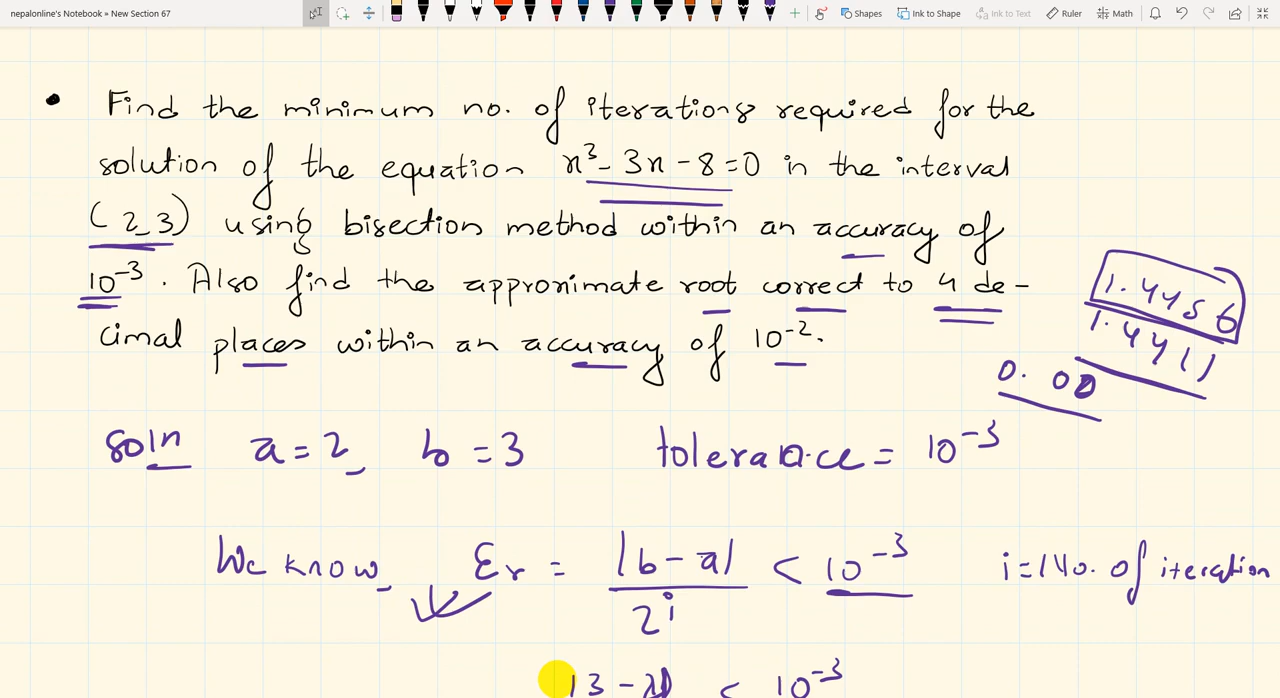 nepalonline's Notebook » New Section 67
Shapes Ink to Shape Ink to Text Ruler Math
• Find the minimum no. of iterations required for the
solution of the equation x³ - 3x - 8 = 0 in the interval
(2, 3) using bisection method within an accuracy of
10⁻³. Also find the approximate root correct to 4 de-
cimal places within an accuracy of 10⁻².
1.4456
1.4411
0.00
soln a = 2, b = 3 tolerance = 10⁻³
We know, Er = |b - a| / 2^i < 10⁻³ i = No. of iteration
|3 - 2| < 10⁻³